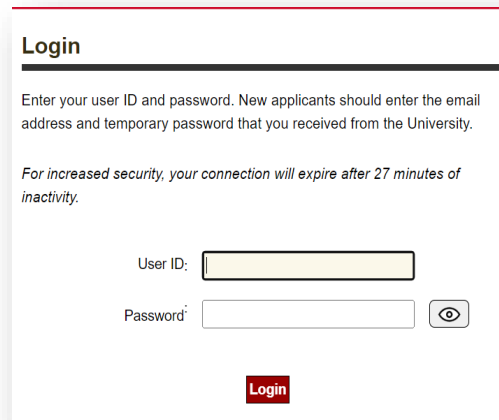 Login
Enter your user ID and password. New applicants should enter the email
address and temporary password that you received from the University.
For increased security, your connection will expire after 27 minutes of
inactivity.
User ID:
Password:
Login